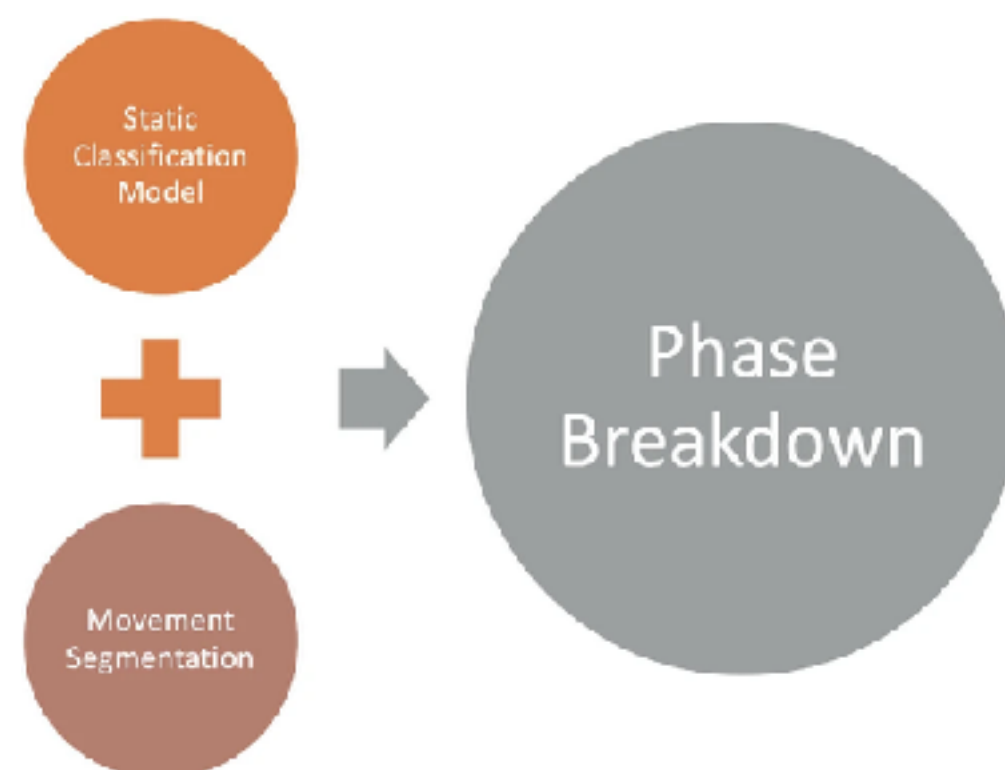 Static
Classification
Model
Movement
Segmentation
Phase
Breakdown